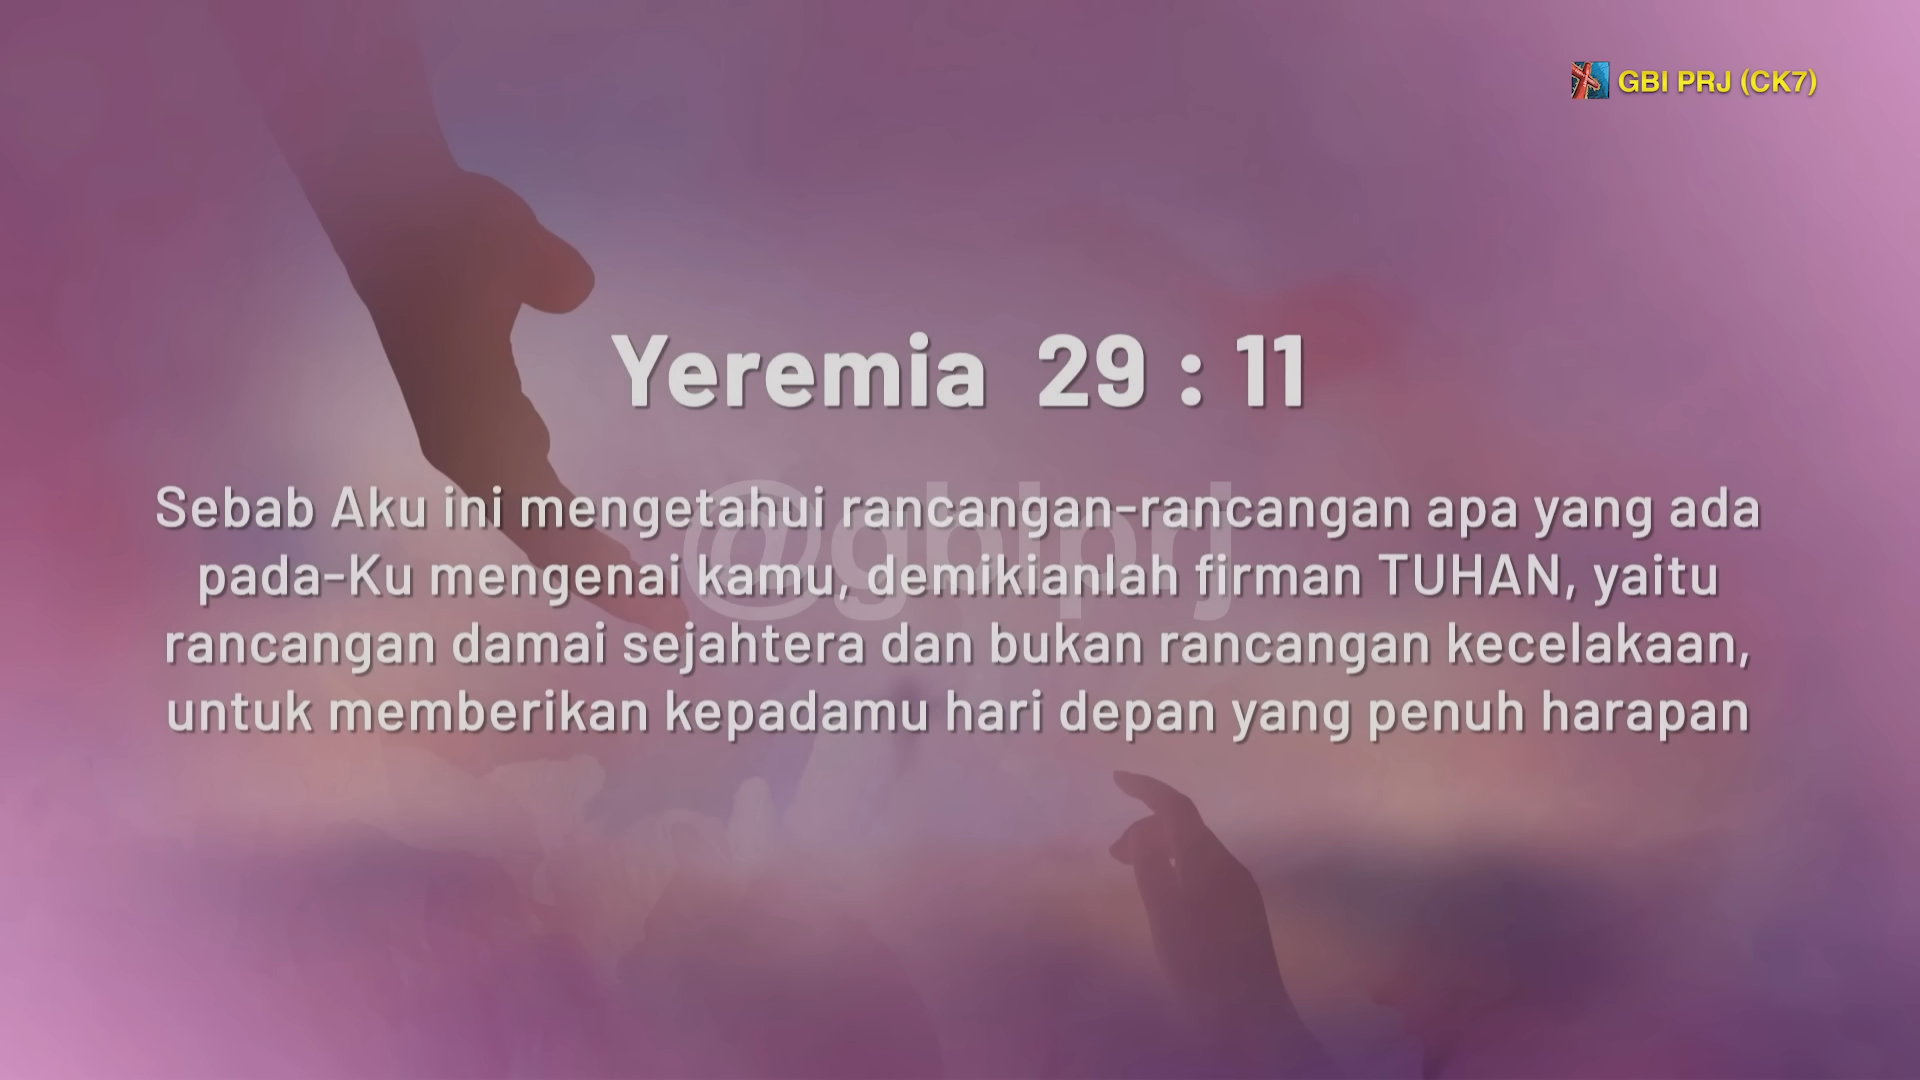 GBI PRJ (CK7)
Yeremia 29 : 11
@gbiprj
Sebab Aku ini mengetahui rancangan-rancangan apa yang ada
pada-Ku mengenai kamu, demikianlah firman TUHAN, yaitu
rancangan damai sejahtera dan bukan rancangan kecelakaan,
untuk memberikan kepadamu hari depan yang penuh harapan